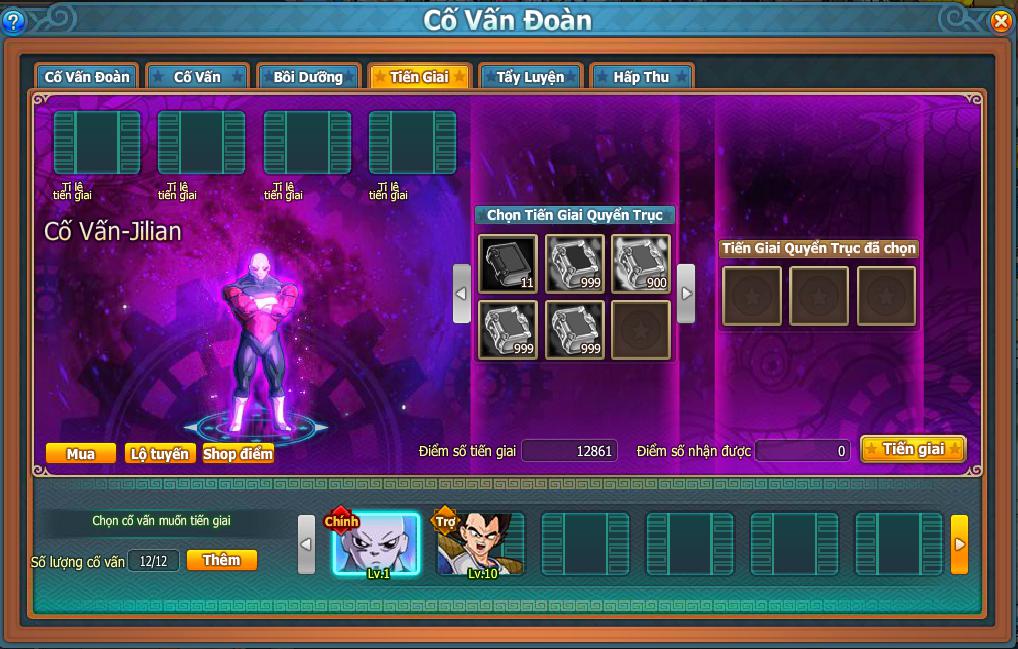 Cố Vấn Đoàn
?
Cố Vấn Đoàn
Cố Vấn
Bồi Dưỡng
Tiến Giai
Tẩy Luyện
Hấp Thu
Tỉ lệ
tiến giai
Tỉ lệ
tiến giai
Tỉ lệ
tiến giai
Tỉ lệ
tiến giai
Cố Vấn-Jilian
Chọn Tiến Giai Quyển Trục
11
999
900
999
999
Tiến Giai Quyển Trục đã chọn
Mua
Lộ tuyến
Shop điểm
Điểm số tiến giai 12861
Điểm số nhận được 0
Tiến giai
Chọn cố vấn muốn tiến giai
Số lượng cố vấn 12/12
Thêm
Chính
Lv.1
Trợ
Lv.10